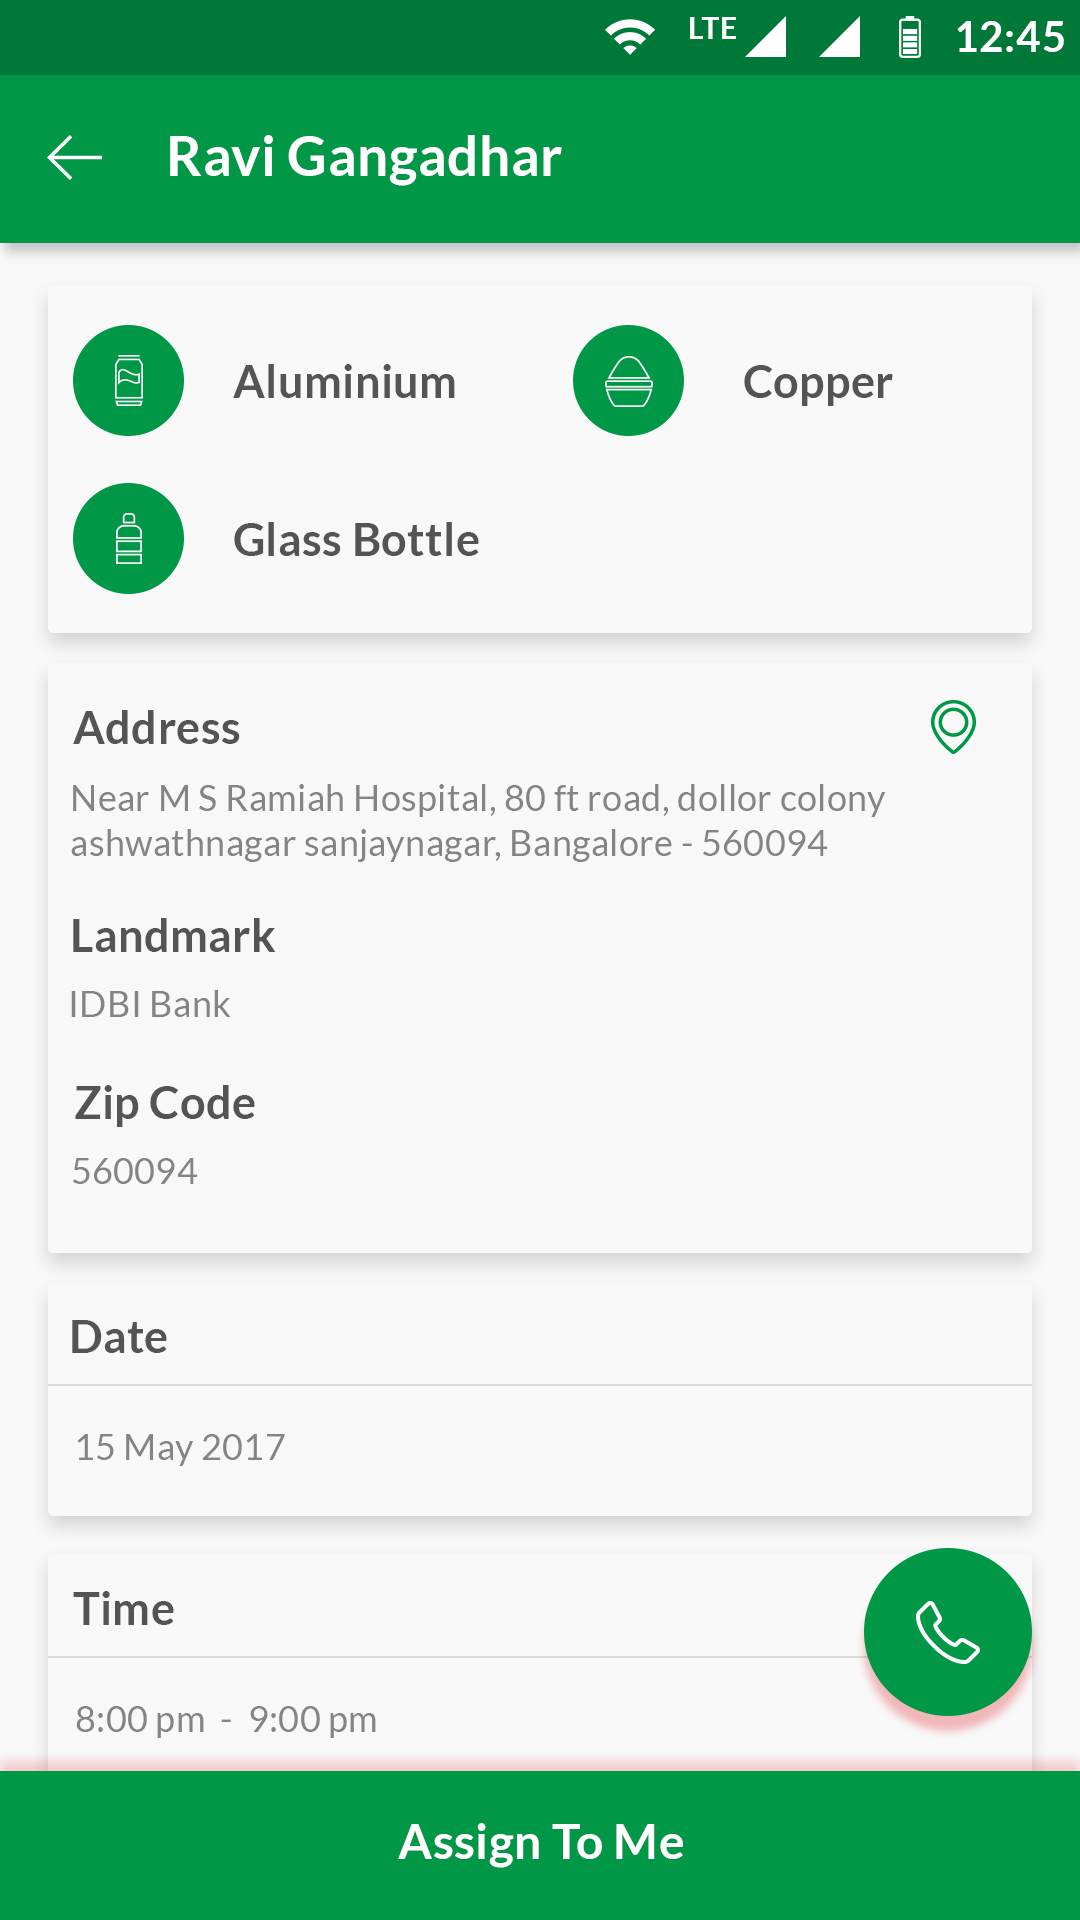 LTE 12:45
Ravi Gangadhar
Aluminium Copper
Glass Bottle
Address
Near M S Ramiah Hospital, 80 ft road, dollor colony
ashwathnagar sanjaynagar, Bangalore - 560094
Landmark
IDBI Bank
Zip Code
560094
Date
15 May 2017
Time
8:00 pm - 9:00 pm
Assign To Me